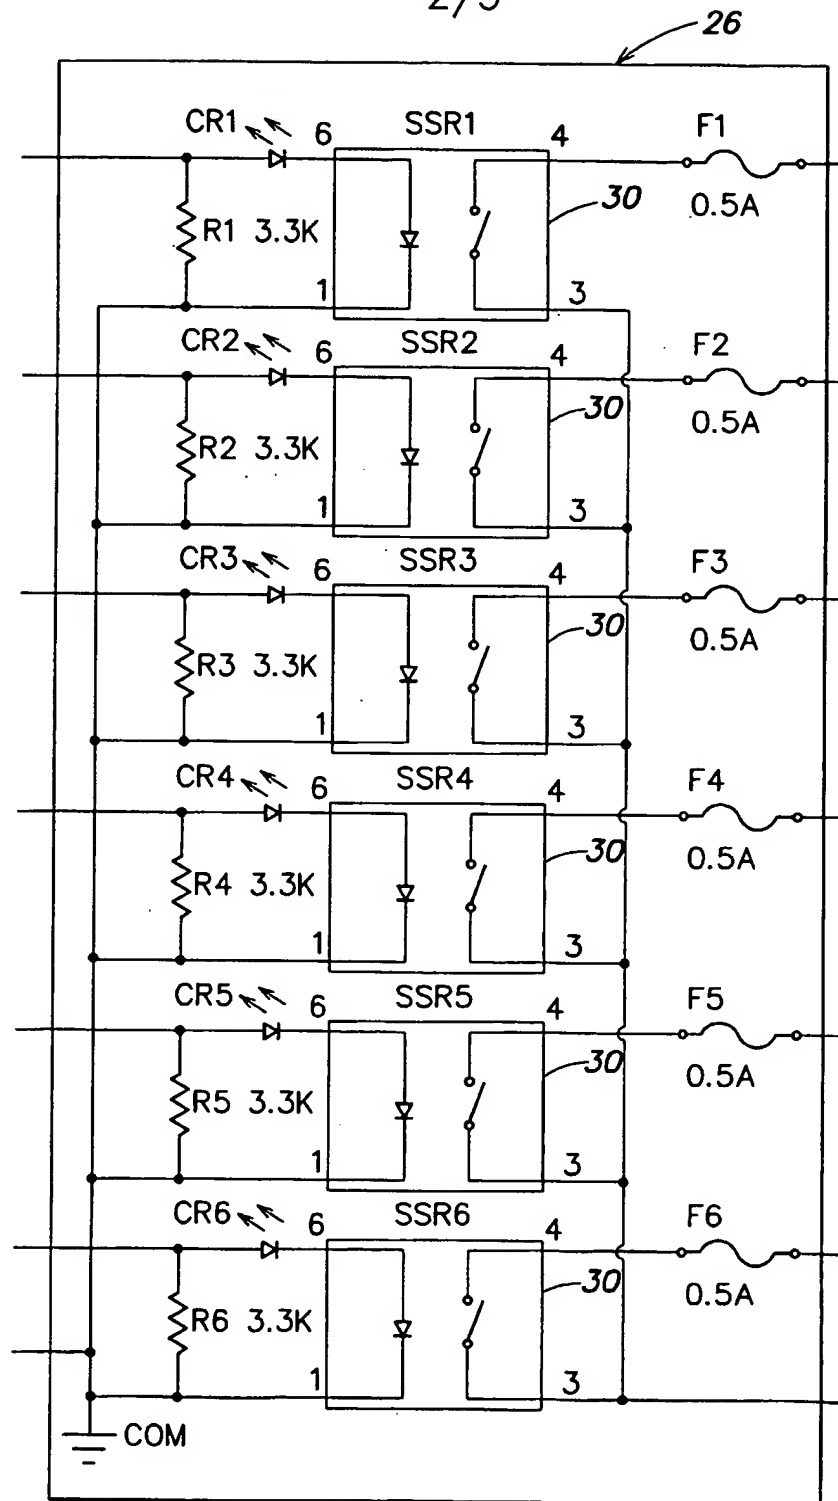 2/5
26
CR1 6 SSR1 4 F1
30
R1 3.3K 0.5A
1 3
CR2 6 SSR2 4 F2
30
R2 3.3K 0.5A
1 3
CR3 6 SSR3 4 F3
30
R3 3.3K 0.5A
1 3
CR4 6 SSR4 4 F4
30
R4 3.3K 0.5A
1 3
CR5 6 SSR5 4 F5
30
R5 3.3K 0.5A
1 3
CR6 6 SSR6 4 F6
30
R6 3.3K 0.5A
1 3
COM